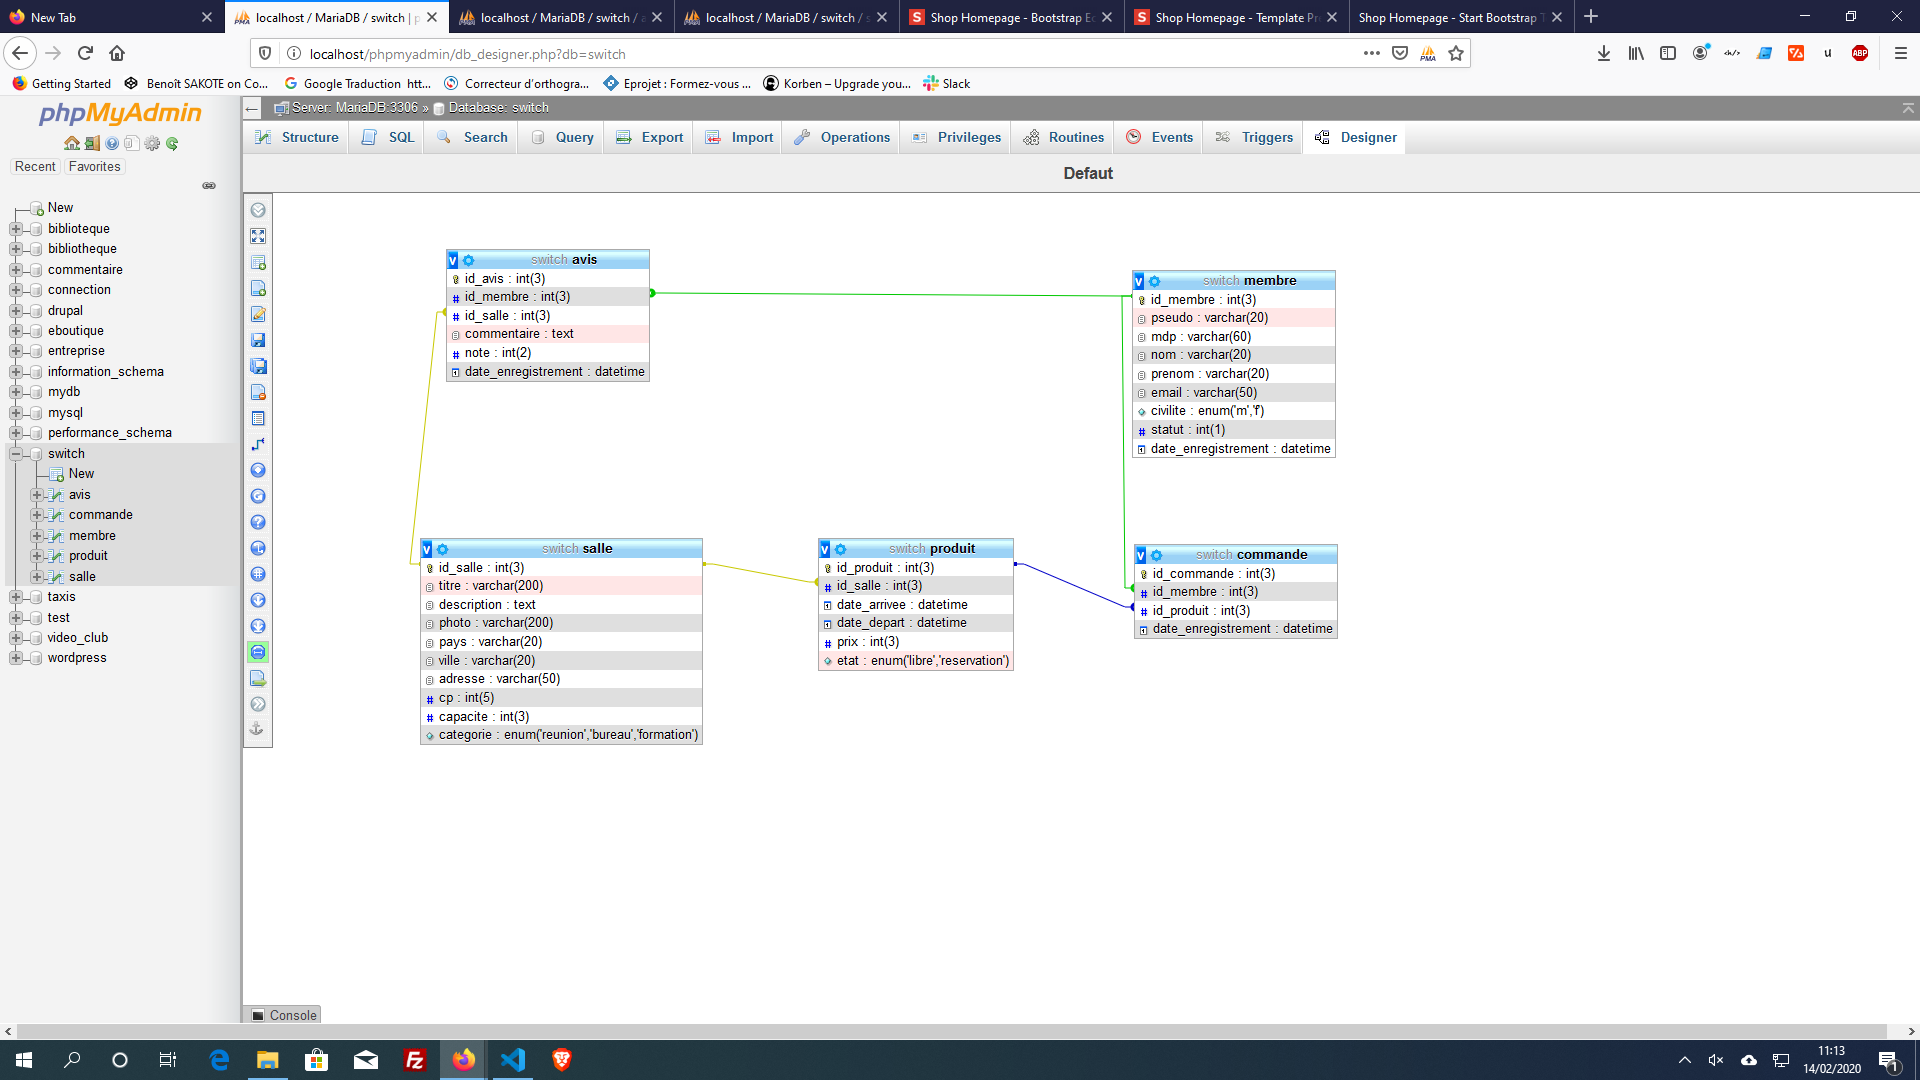 New Tab
localhost / MariaDB / switch | p
localhost / MariaDB / switch / a
localhost / MariaDB / switch / s
Shop Homepage - Bootstrap Ec
Shop Homepage - Template Pr
Shop Homepage - Start Bootstrap T
localhost/phpmyadmin/db_designer.php?db=switch
PMA
</>
u
ABP
Getting Started
Benoît SAKOTE on Co...
Google Traduction htt...
Correcteur d'orthogra...
Eprojet : Formez-vous ...
Korben – Upgrade you...
Slack
phpMyAdmin
Recent
Favorites
New
biblioteque
bibliotheque
commentaire
connection
drupal
eboutique
entreprise
information_schema
mydb
mysql
performance_schema
switch
New
avis
commande
membre
produit
salle
taxis
test
video_club
wordpress
Server: MariaDB:3306 » Database: switch
Structure
SQL
Search
Query
Export
Import
Operations
Privileges
Routines
Events
Triggers
Designer
Defaut
v switch avis
id_avis : int(3)
# id_membre : int(3)
# id_salle : int(3)
commentaire : text
# note : int(2)
date_enregistrement : datetime
v switch membre
id_membre : int(3)
pseudo : varchar(20)
mdp : varchar(60)
nom : varchar(20)
prenom : varchar(20)
email : varchar(50)
civilite : enum('m','f')
# statut : int(1)
date_enregistrement : datetime
v switch salle
id_salle : int(3)
titre : varchar(200)
description : text
photo : varchar(200)
pays : varchar(20)
ville : varchar(20)
adresse : varchar(50)
# cp : int(5)
# capacite : int(3)
categorie : enum('reunion','bureau','formation')
v switch produit
id_produit : int(3)
# id_salle : int(3)
date_arrivee : datetime
date_depart : datetime
# prix : int(3)
etat : enum('libre','reservation')
v switch commande
id_commande : int(3)
# id_membre : int(3)
# id_produit : int(3)
date_enregistrement : datetime
Console
11:13
14/02/2020
1